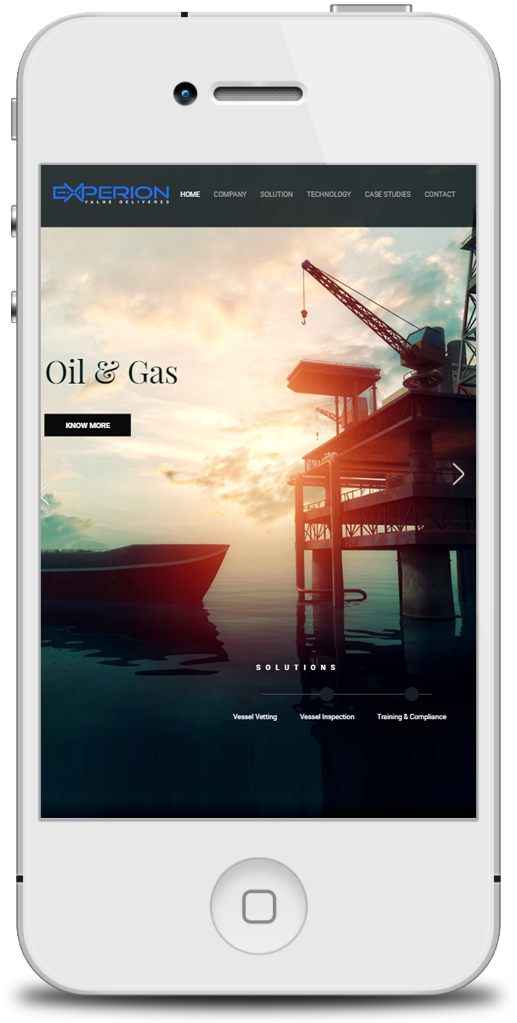 EXPERION
VALUE DELIVERED
HOME COMPANY SOLUTION TECHNOLOGY CASE STUDIES CONTACT
Oil & Gas
KNOW MORE
SOLUTIONS
Vessel Vetting Vessel Inspection Training & Compliance